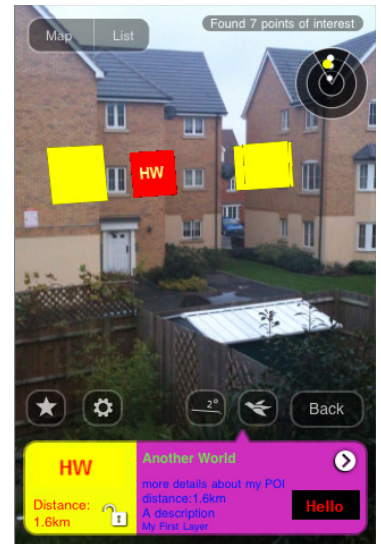 Map List
Found 7 points of interest
HW
2°
Back
HW
Distance:
1.6km
Another World
more details about my POI
distance:1.6km
A description
My First Layer
Hello